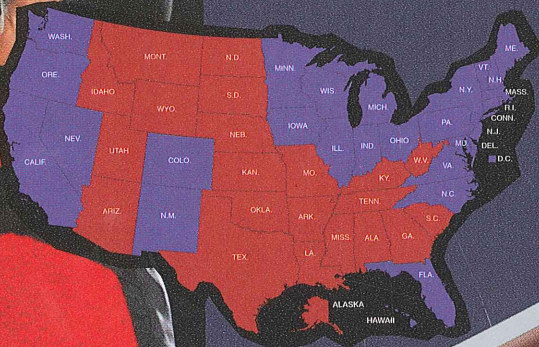 WASH.
ORE.
CALIF.
NEV.
IDAHO
MONT.
WYO.
UTAH
ARIZ.
COLO.
N.M.
N.D.
S.D.
NEB.
KAN.
OKLA.
TEX.
MINN.
IOWA
MO.
ARK.
LA.
WIS.
ILL.
MICH.
IND.
OHIO
KY.
TENN.
MISS.
ALA.
GA.
FLA.
S.C.
N.C.
VA.
W.V.
MD.
PA.
N.Y.
VT.
N.H.
ME.
MASS.
R.I.
CONN.
N.J.
DEL.
D.C.
ALASKA
HAWAII